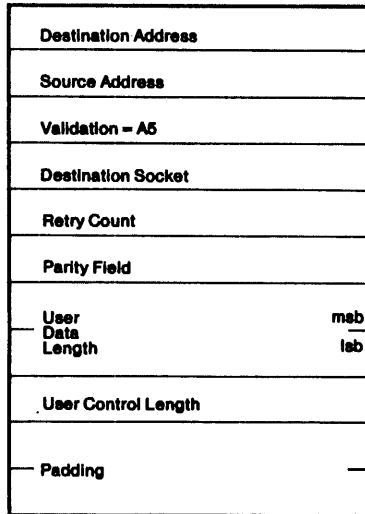 Destination Address
Source Address
Validation = A5
Destination Socket
Retry Count
Parity Field
User msb
Data
Length lsb
User Control Length
Padding